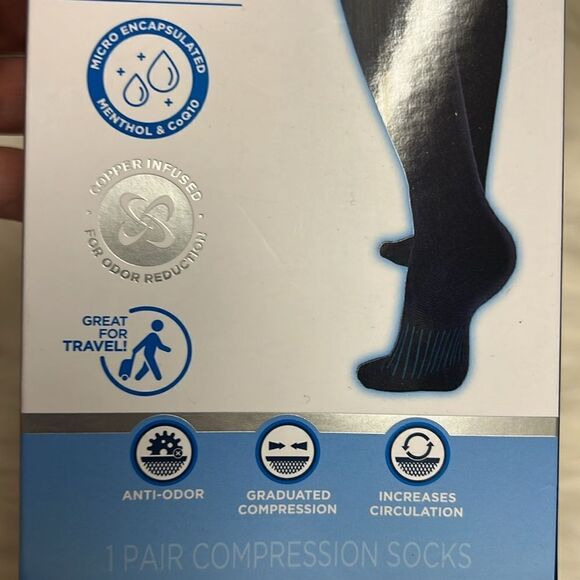 MICRO ENCAPSULATED
MENTHOL & CoQ10
COPPER INFUSED
FOR ODOR REDUCTION
GREAT
FOR
TRAVEL!
ANTI-ODOR
GRADUATED
COMPRESSION
INCREASES
CIRCULATION
1 PAIR COMPRESSION SOCKS